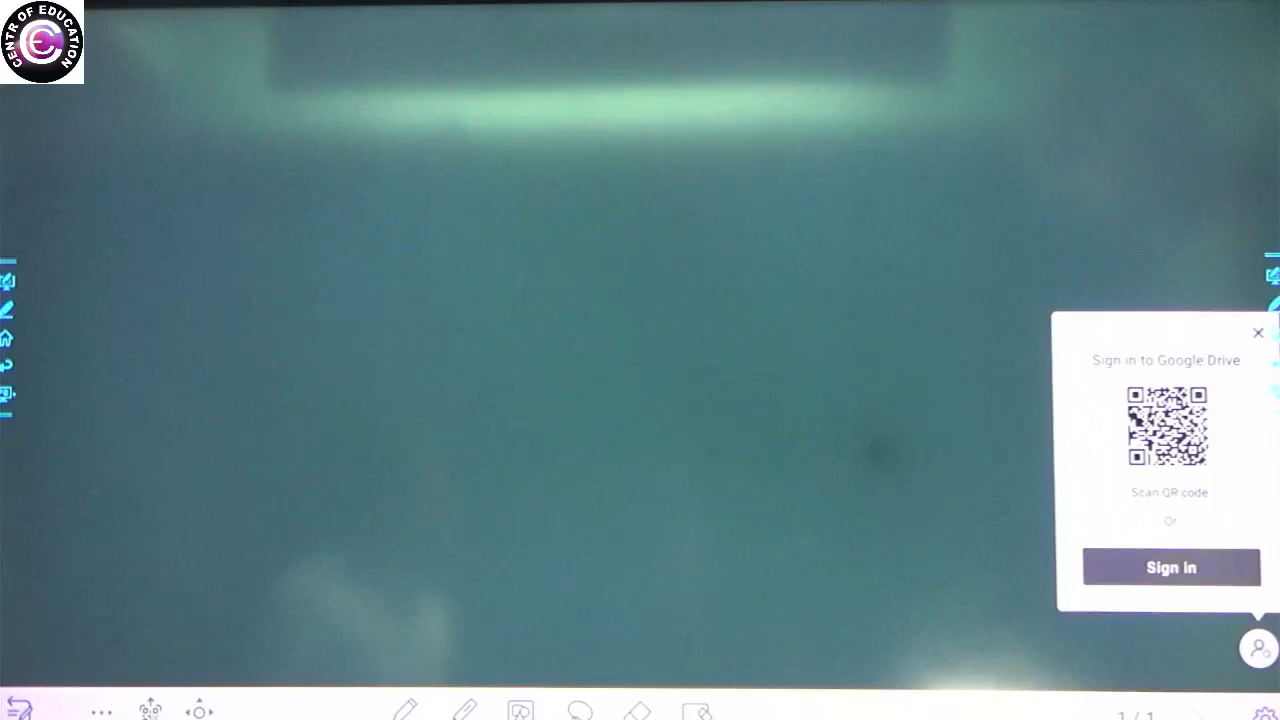 CENTR OF EDUCATION
Sign in to Google Drive
Scan QR code
Or
Sign in
1 / 1